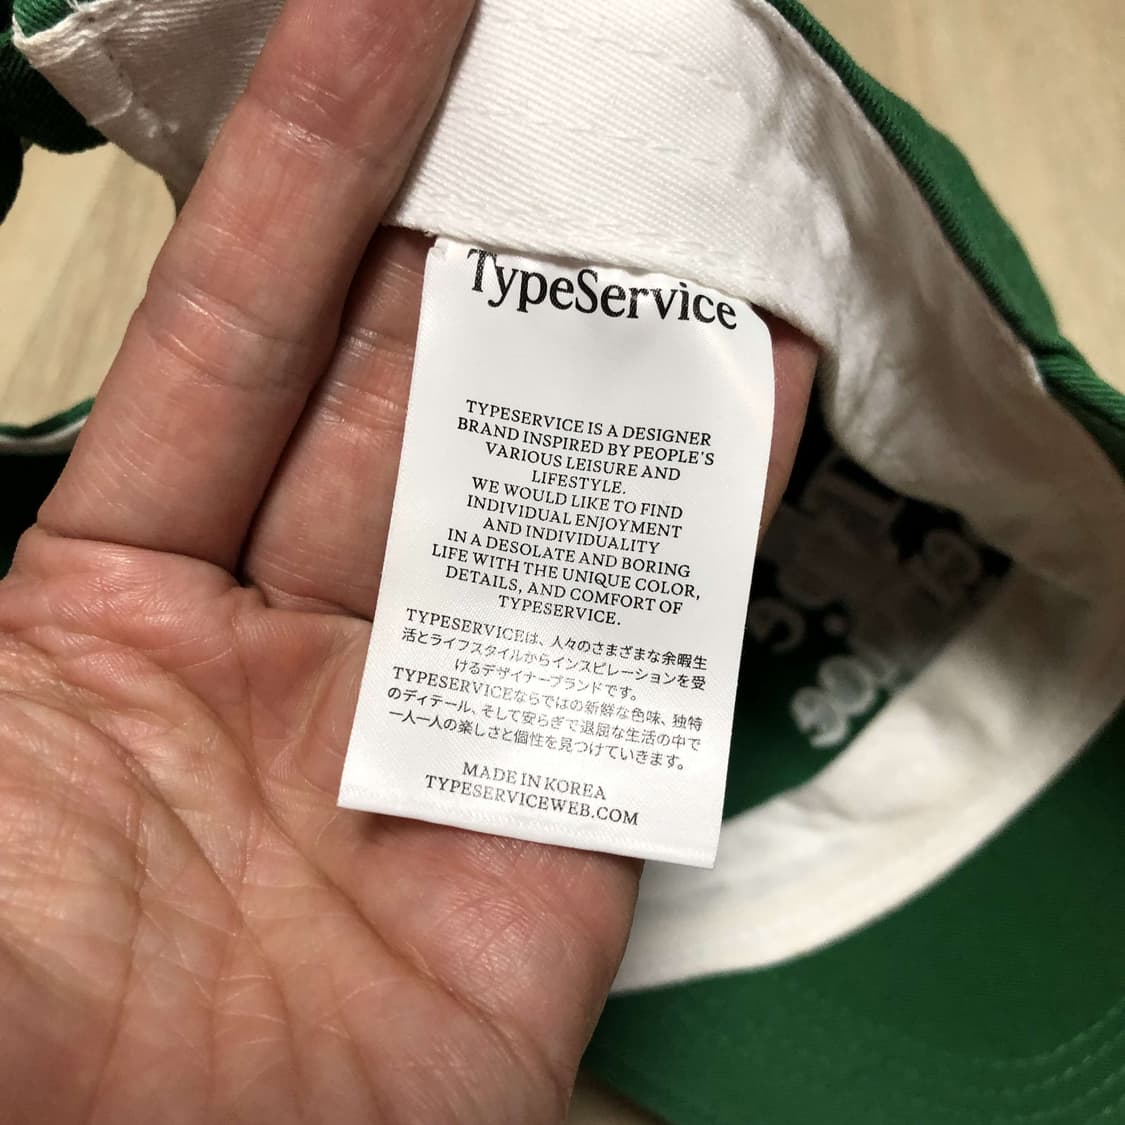 TypeService
TYPESERVICE IS A DESIGNER
BRAND INSPIRED BY PEOPLE'S
VARIOUS LEISURE AND
LIFESTYLE.
WE WOULD LIKE TO FIND
INDIVIDUAL ENJOYMENT
AND INDIVIDUALITY
IN A DESOLATE AND BORING
LIFE WITH THE UNIQUE COLOR,
DETAILS, AND COMFORT OF
TYPESERVICE.
TYPESERVICEは、人々のさまざまな余暇生
活とライフスタイルからインスピレーションを受
けるデザイナーブランドです。
TYPESERVICEならではの新鮮な色味、独特
のディテール、そして安らぎで退屈な生活の中で
一人一人の楽しさと個性を見つけていきます。
MADE IN KOREA
TYPESERVICEWEB.COM